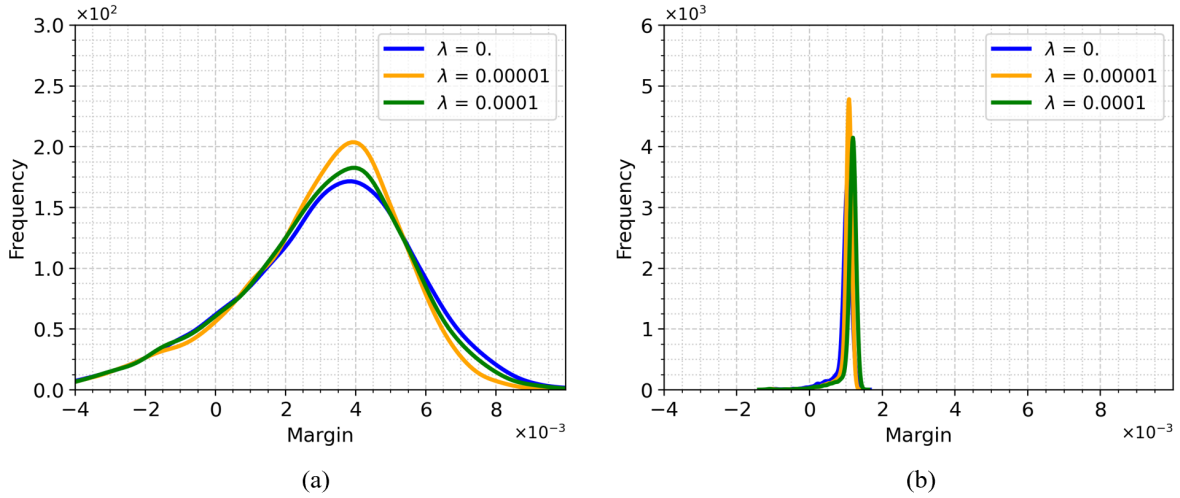 ×10²
3.0
2.5
2.0
1.5
1.0
0.5
0.0
Frequency
λ = 0.
λ = 0.00001
λ = 0.0001
−4 −2 0 2 4 6 8
Margin
×10⁻³
(a)
×10³
6
5
4
3
2
1
0
Frequency
λ = 0.
λ = 0.00001
λ = 0.0001
−4 −2 0 2 4 6 8
Margin
×10⁻³
(b)